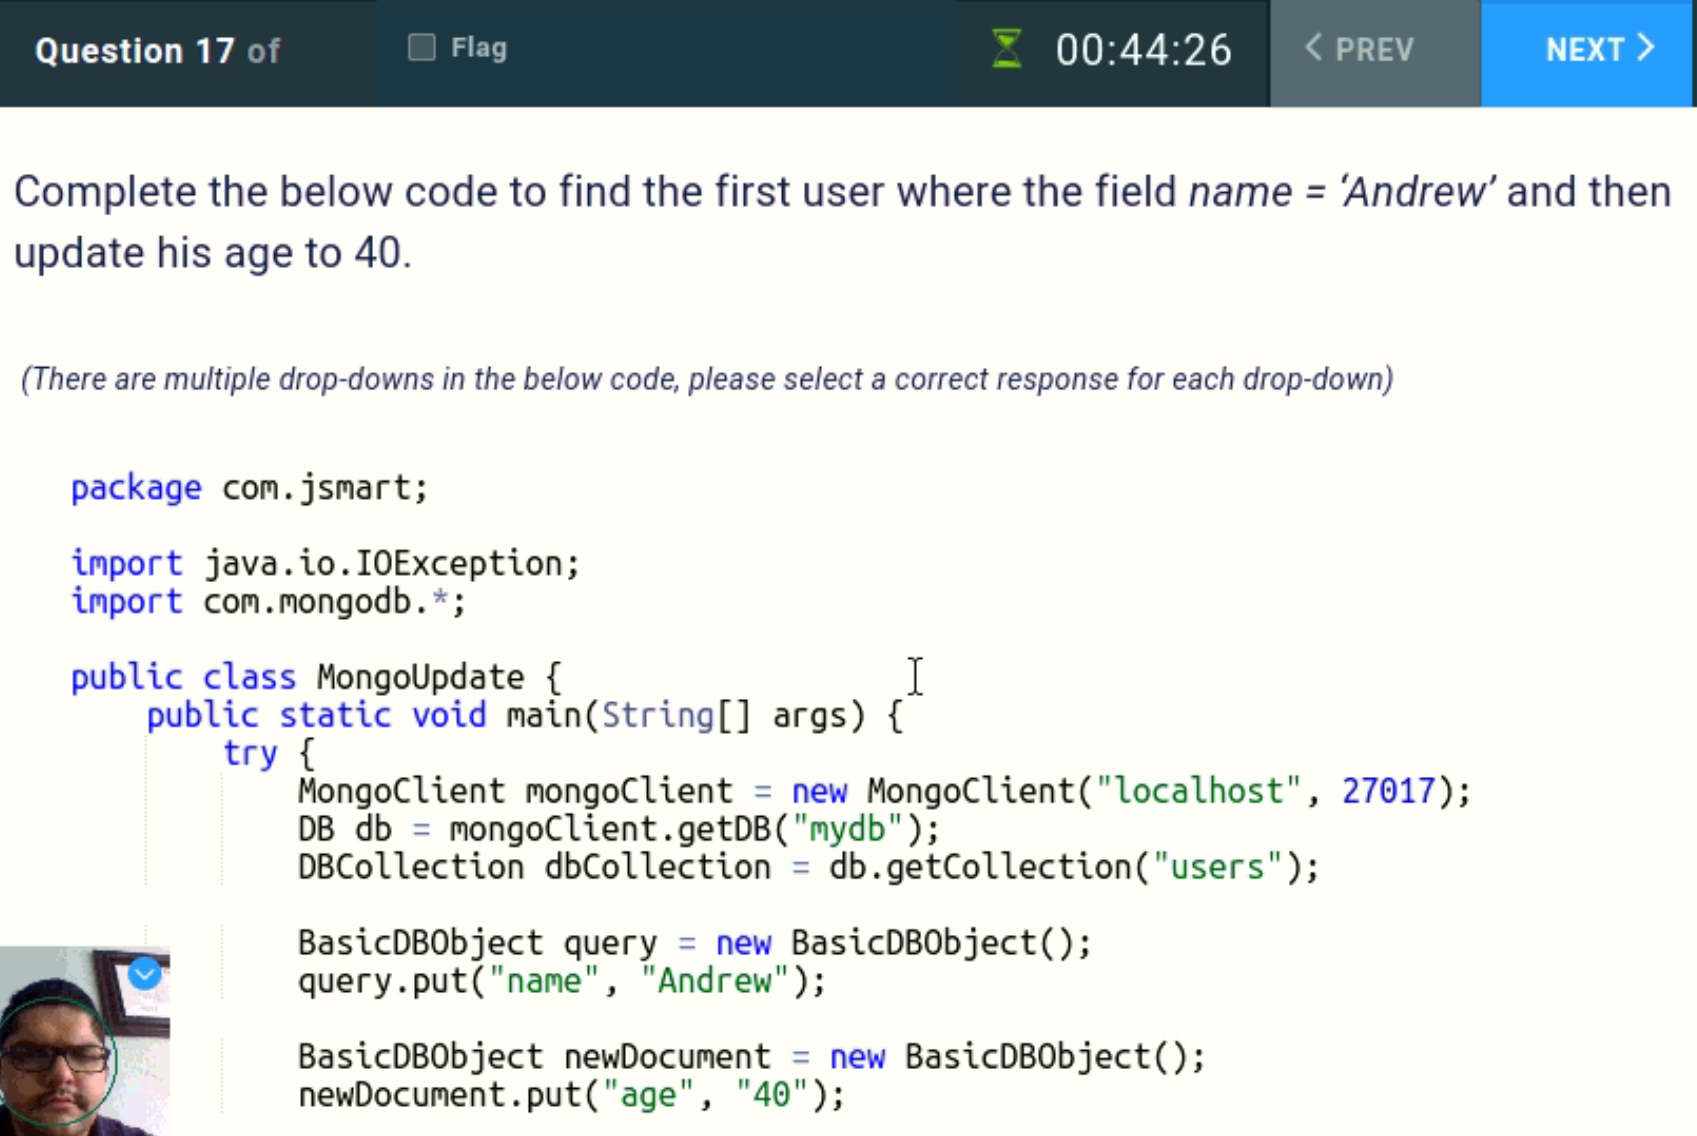 Question 17 of Flag 00:44:26 < PREV NEXT >
Complete the below code to find the first user where the field name = ‘Andrew’ and then
update his age to 40.
(There are multiple drop-downs in the below code, please select a correct response for each drop-down)
package com.jsmart;
import java.io.IOException;
import com.mongodb.*;
public class MongoUpdate {
public static void main(String[] args) {
try {
MongoClient mongoClient = new MongoClient("localhost", 27017);
DB db = mongoClient.getDB("mydb");
DBCollection dbCollection = db.getCollection("users");
BasicDBObject query = new BasicDBObject();
query.put("name", "Andrew");
BasicDBObject newDocument = new BasicDBObject();
newDocument.put("age", "40");